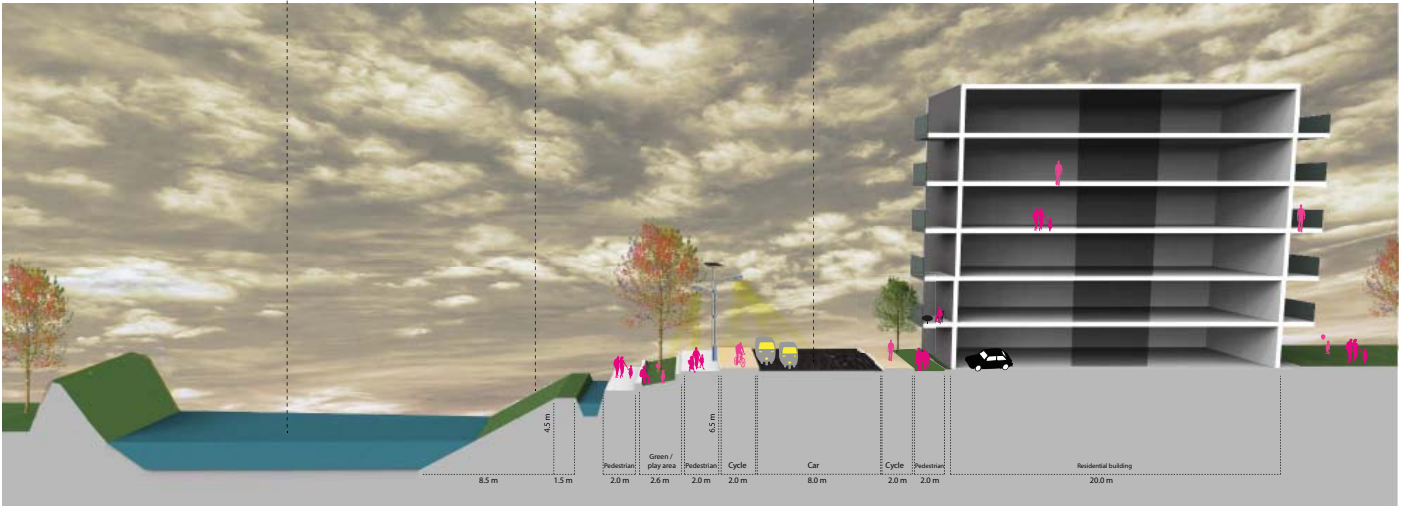 4.5 m
6.5 m
Green /
play area
Pedestrian
Pedestrian
Cycle
Car
Cycle
Pedestrian
Residential building
8.5 m
1.5 m
2.0 m
2.6 m
2.0 m
2.0 m
8.0 m
2.0 m
2.0 m
20.0 m